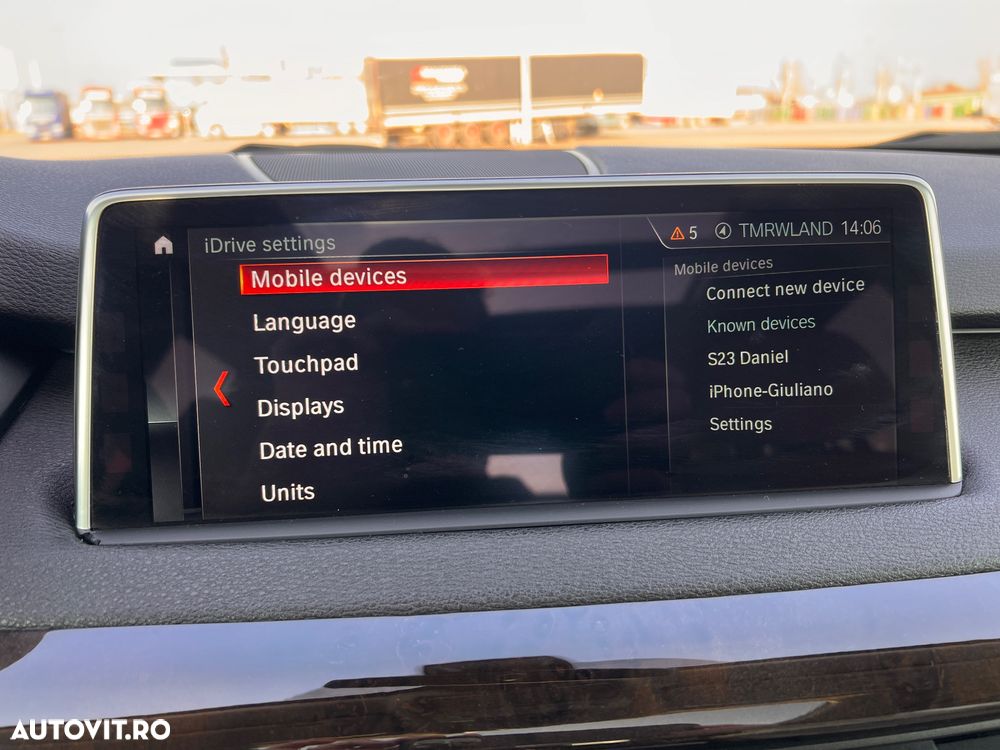 iDrive settings
5 TMRWLAND 14:06
Mobile devices
Language
Touchpad
Displays
Date and time
Units
Mobile devices
Connect new device
Known devices
S23 Daniel
iPhone-Giuliano
Settings
AUTOVIT.RO